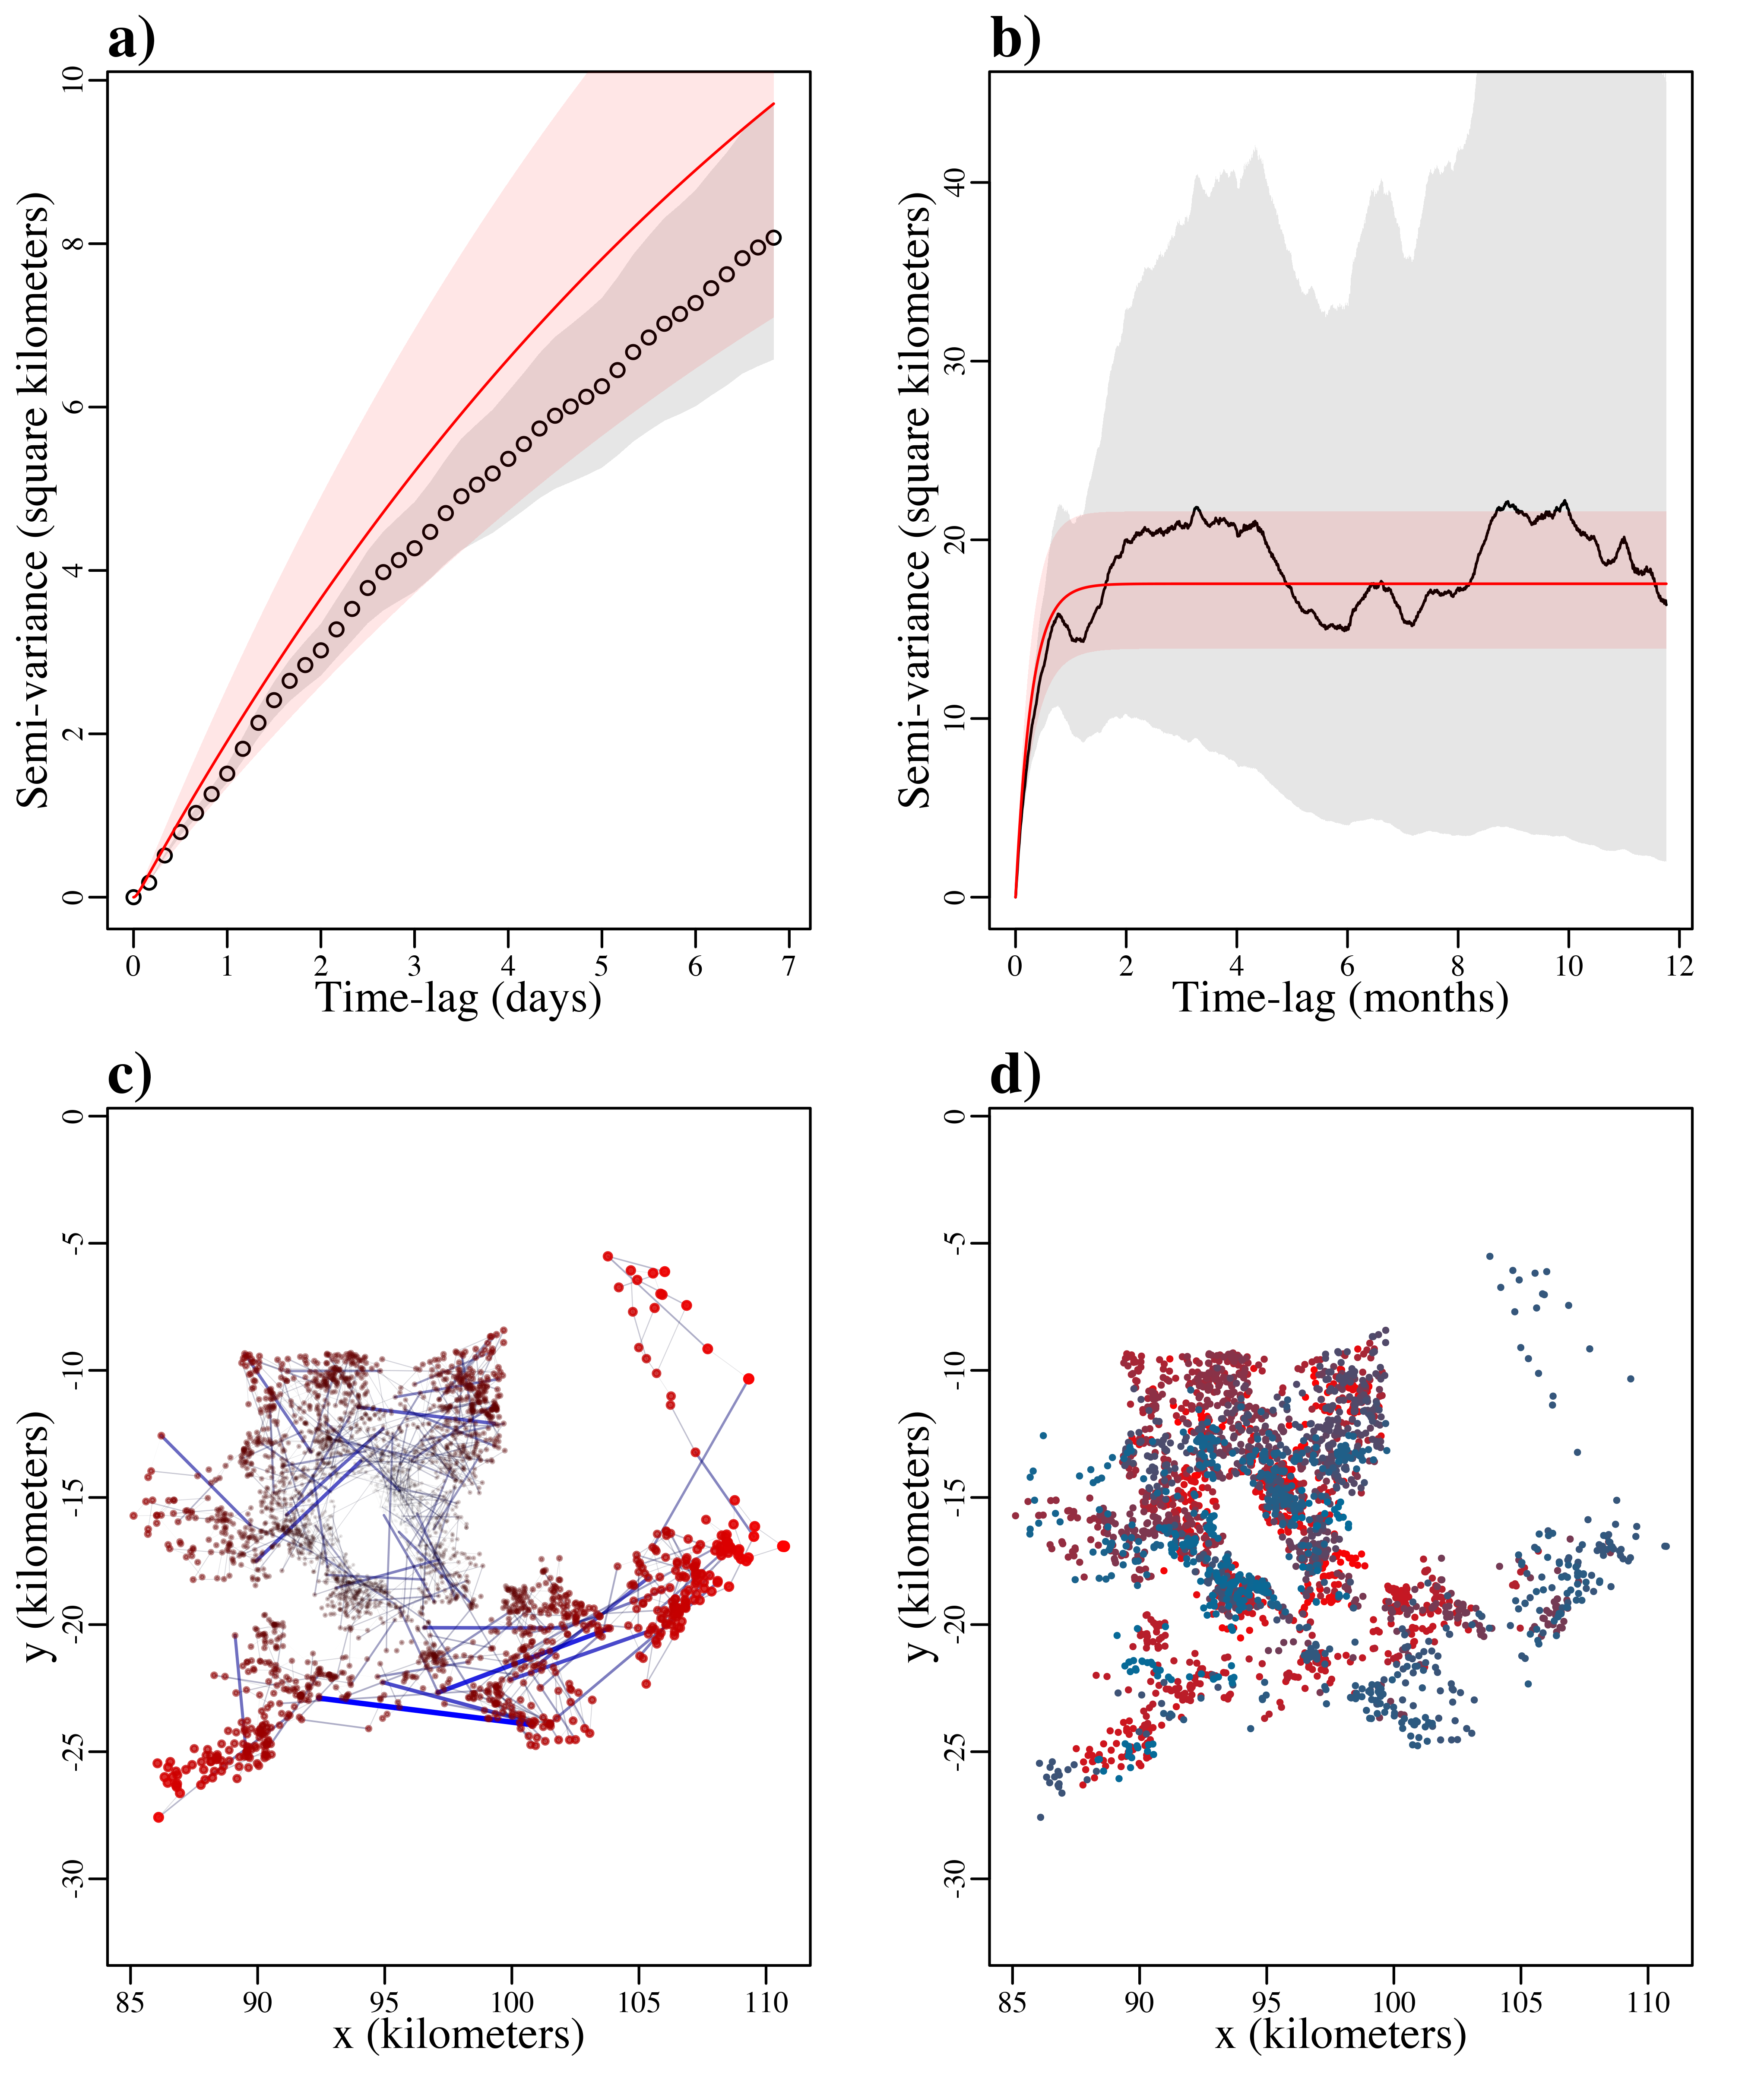 a)
Semi-variance (square kilometers)
0 2 4 6 8 10
0 1 2 3 4 5 6 7
Time-lag (days)
b)
Semi-variance (square kilometers)
0 10 20 30 40
0 2 4 6 8 10 12
Time-lag (months)
c)
y (kilometers)
-30 -25 -20 -15 -10 -5 0
85 90 95 100 105 110
x (kilometers)
d)
y (kilometers)
-30 -25 -20 -15 -10 -5 0
85 90 95 100 105 110
x (kilometers)